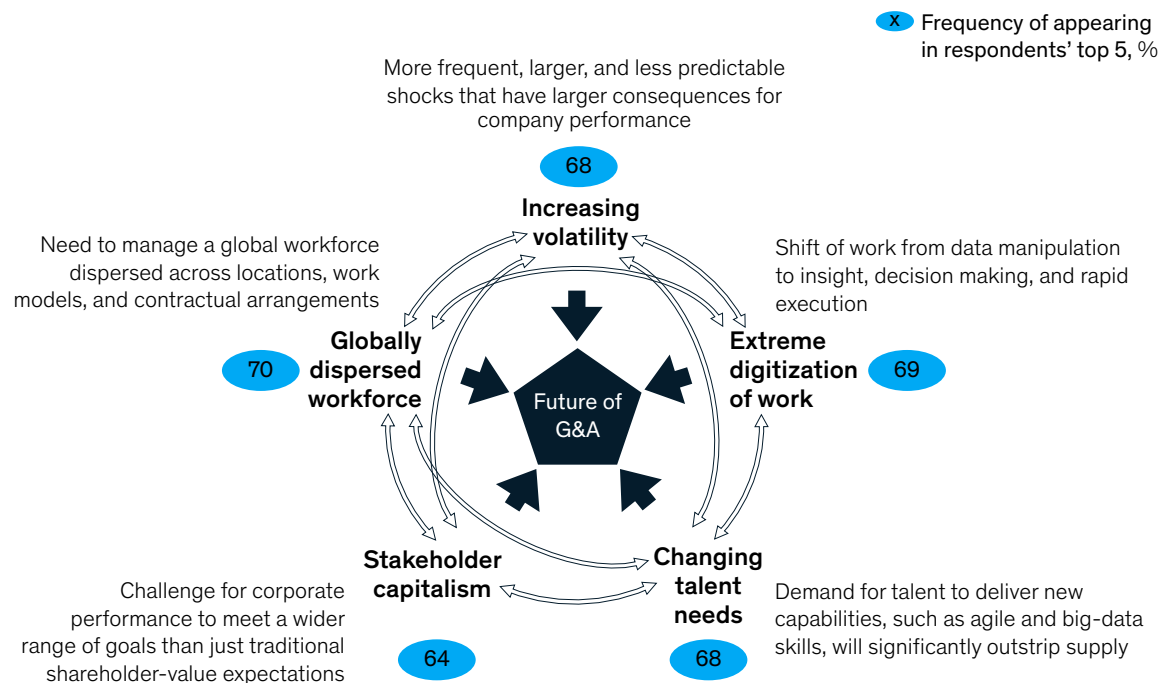 X Frequency of appearing
in respondents’ top 5, %
More frequent, larger, and less predictable
shocks that have larger consequences for
company performance
68
Increasing
volatility
Need to manage a global workforce
dispersed across locations, work
models, and contractual arrangements
Shift of work from data manipulation
to insight, decision making, and rapid
execution
70
Globally
dispersed
workforce
Extreme
digitization
of work
69
Future of
G&A
Stakeholder
capitalism
Changing
talent
needs
Challenge for corporate
performance to meet a wider
range of goals than just traditional
shareholder-value expectations
64
68
Demand for talent to deliver new
capabilities, such as agile and big-data
skills, will significantly outstrip supply